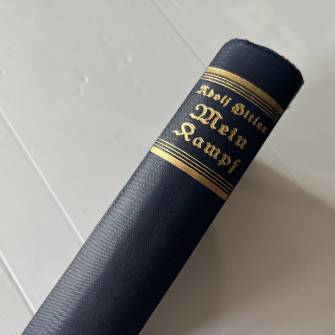 Adolf Hitler
Mein
Kampf